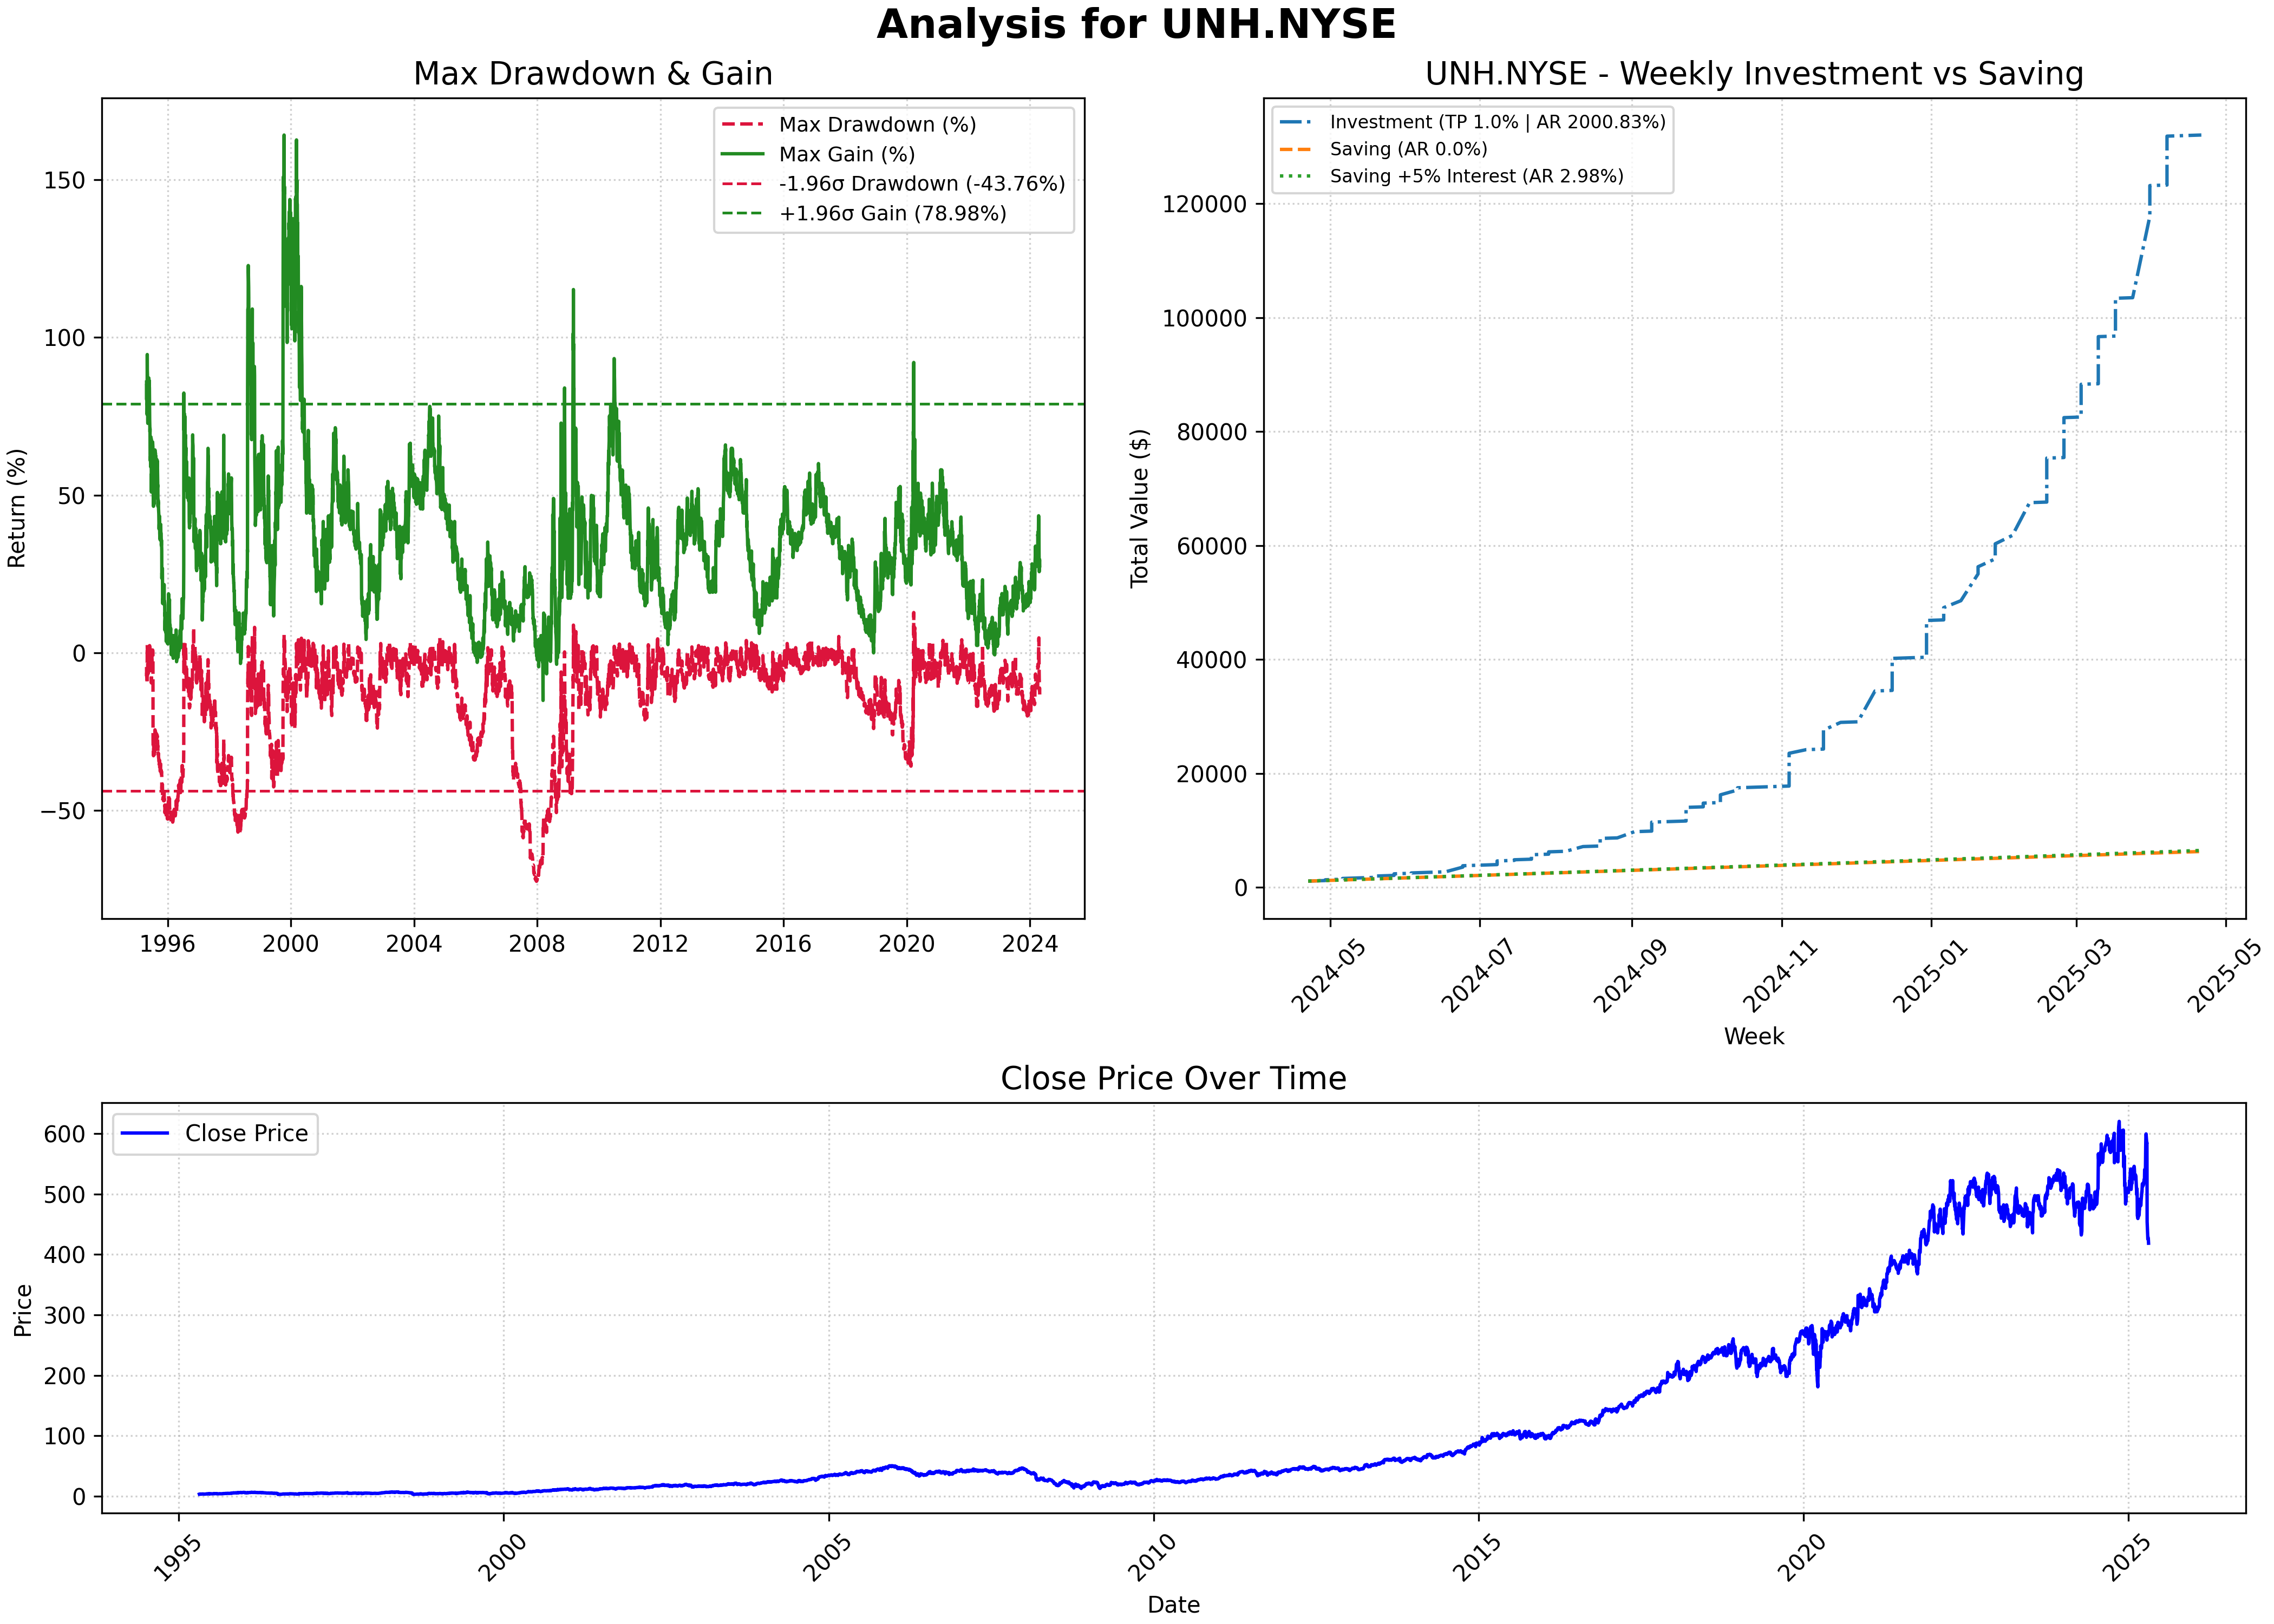 Analysis for UNH.NYSE
Max Drawdown & Gain
Return (%)
150
100
50
0
−50
1996
2000
2004
2008
2012
2016
2020
2024
Max Drawdown (%)
Max Gain (%)
-1.96σ Drawdown (-43.76%)
+1.96σ Gain (78.98%)
UNH.NYSE - Weekly Investment vs Saving
Total Value ($)
120000
100000
80000
60000
40000
20000
0
Investment (TP 1.0% | AR 2000.83%)
Saving (AR 0.0%)
Saving +5% Interest (AR 2.98%)
2024-05
2024-07
2024-09
2024-11
2025-01
2025-03
2025-05
Week
Close Price Over Time
Price
600
500
400
300
200
100
0
Close Price
1995
2000
2005
2010
2015
2020
2025
Date